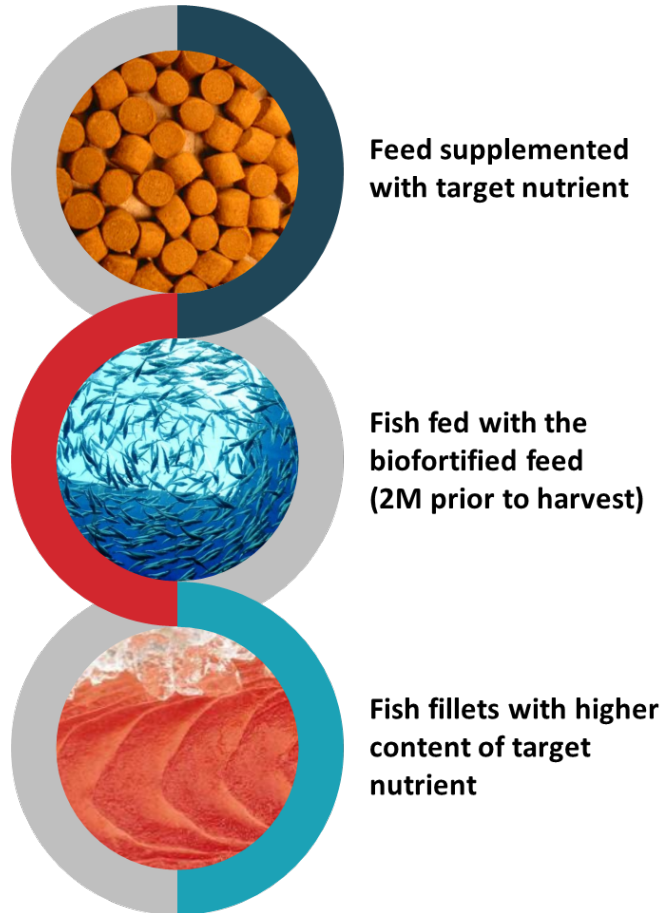 Feed supplemented
with target nutrient
Fish fed with the
biofortified feed
(2M prior to harvest)
Fish fillets with higher
content of target
nutrient